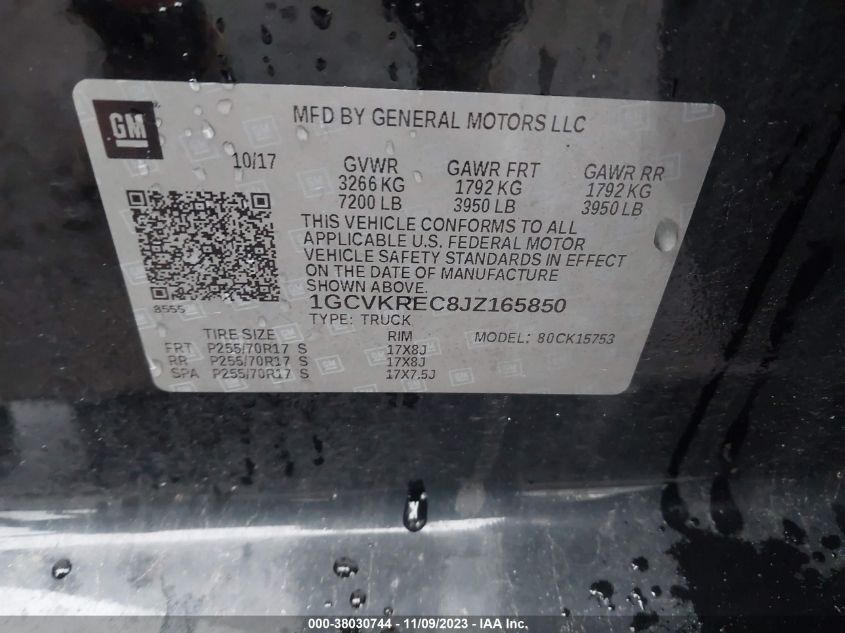 GM
MFD BY GENERAL MOTORS LLC
10/17 GVWR GAWR FRT GAWR RR
3266 KG 1792 KG 1792 KG
7200 LB 3950 LB 3950 LB
THIS VEHICLE CONFORMS TO ALL
APPLICABLE U.S. FEDERAL MOTOR
VEHICLE SAFETY STANDARDS IN EFFECT
ON THE DATE OF MANUFACTURE
SHOWN ABOVE.
8555 1GCVKREC8JZ165850
TYPE: TRUCK
TIRE SIZE RIM MODEL: 80CK15753
FRT P255/70R17 S 17X8J
RR P255/70R17 S 17X8J
SPA P255/70R17 S 17X7.5J
000-38030744 - 11/09/2023 - IAA Inc.